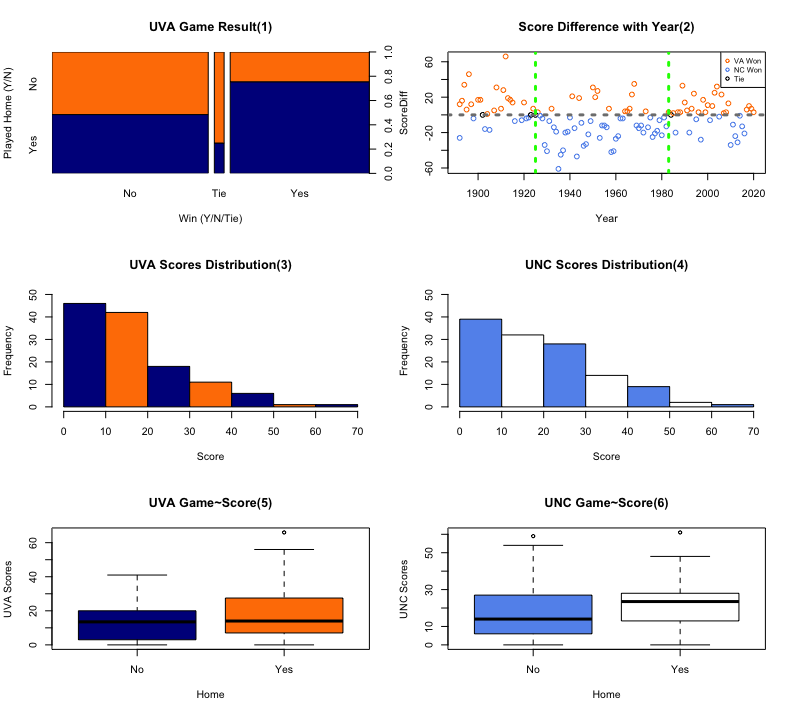 UVA Game Result(1)
Played Home (Y/N)
No
Yes
0.0 0.2 0.4 0.6 0.8 1.0
No Tie Yes
Win (Y/N/Tie)
Score Difference with Year(2)
ScoreDiff
60
20
-20
-60
VA Won
NC Won
Tie
1900 1920 1940 1960 1980 2000 2020
Year
UVA Scores Distribution(3)
Frequency
50
40
30
20
10
0
0 10 20 30 40 50 60 70
Score
UNC Scores Distribution(4)
Frequency
50
40
30
20
10
0
0 10 20 30 40 50 60 70
Score
UVA Game~Score(5)
UVA Scores
60
40
20
0
No Yes
Home
UNC Game~Score(6)
UNC Scores
50
30
10
0
No Yes
Home